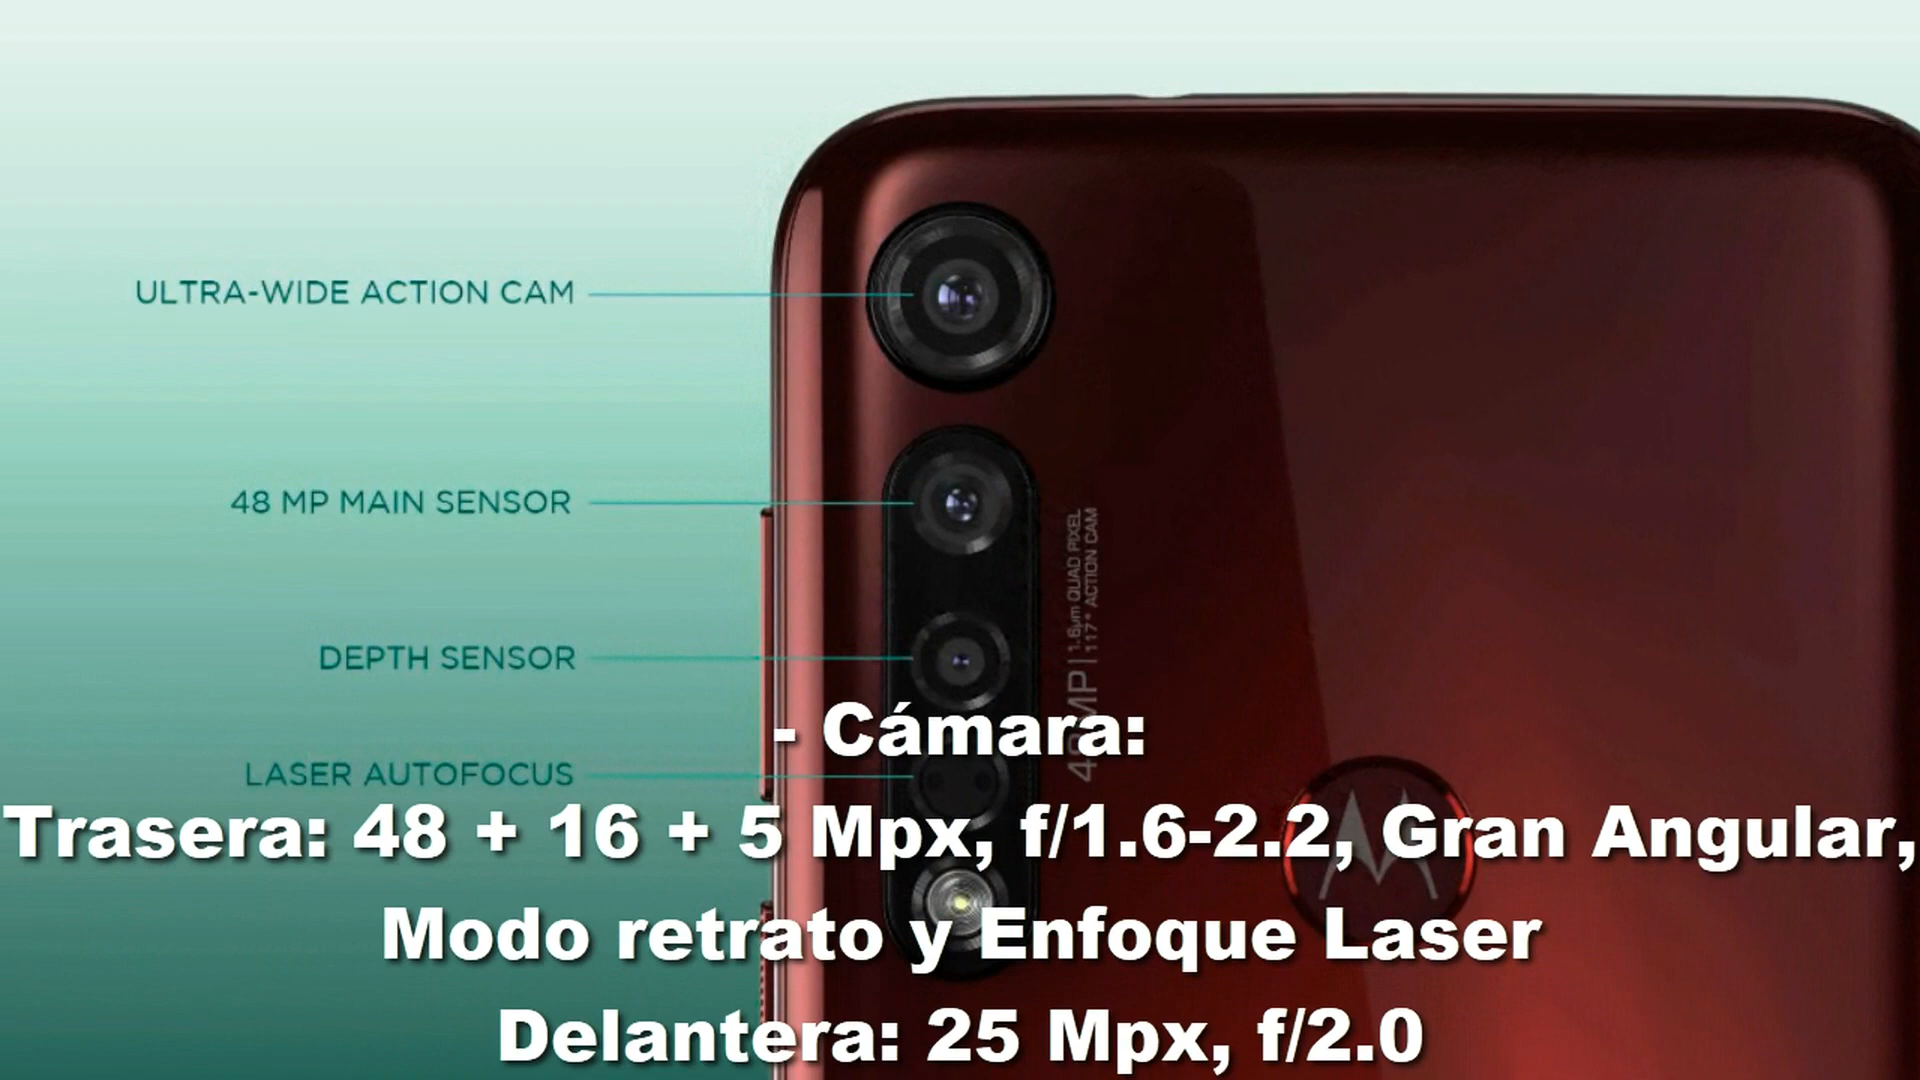 ULTRA-WIDE ACTION CAM
48 MP MAIN SENSOR
DEPTH SENSOR
LASER AUTOFOCUS
48 MP | 1.6µm QUAD PIXEL
117° ACTION CAM
- Cámara:
Trasera: 48 + 16 + 5 Mpx, f/1.6-2.2, Gran Angular,
Modo retrato y Enfoque Laser
Delantera: 25 Mpx, f/2.0